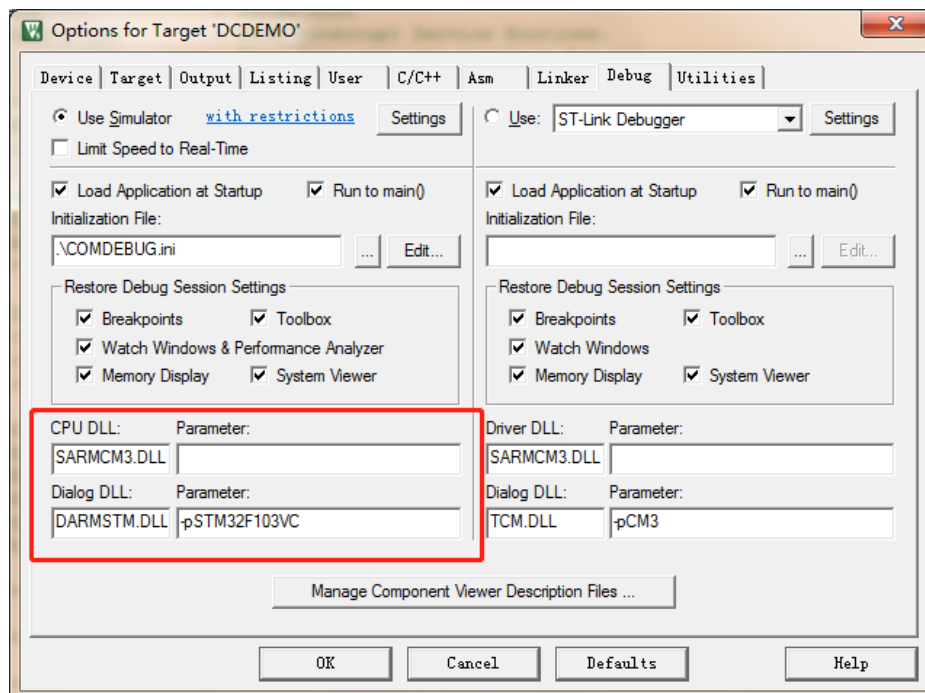 Options for Target 'DCDEMO'
Device Target Output Listing User C/C++ Asm Linker Debug Utilities
Use Simulator with restrictions Settings
Limit Speed to Real-Time
Load Application at Startup Run to main()
Initialization File:
.\COMDEBUG.ini ... Edit...
Restore Debug Session Settings
Breakpoints Toolbox
Watch Windows & Performance Analyzer
Memory Display System Viewer
CPU DLL: Parameter:
SARMCM3.DLL
Dialog DLL: Parameter:
DARMSTM.DLL -pSTM32F103VC
Use: ST-Link Debugger Settings
Load Application at Startup Run to main()
Initialization File:
... Edit...
Restore Debug Session Settings
Breakpoints Toolbox
Watch Windows
Memory Display System Viewer
Driver DLL: Parameter:
SARMCM3.DLL
Dialog DLL: Parameter:
TCM.DLL -pCM3
Manage Component Viewer Description Files ...
OK Cancel Defaults Help